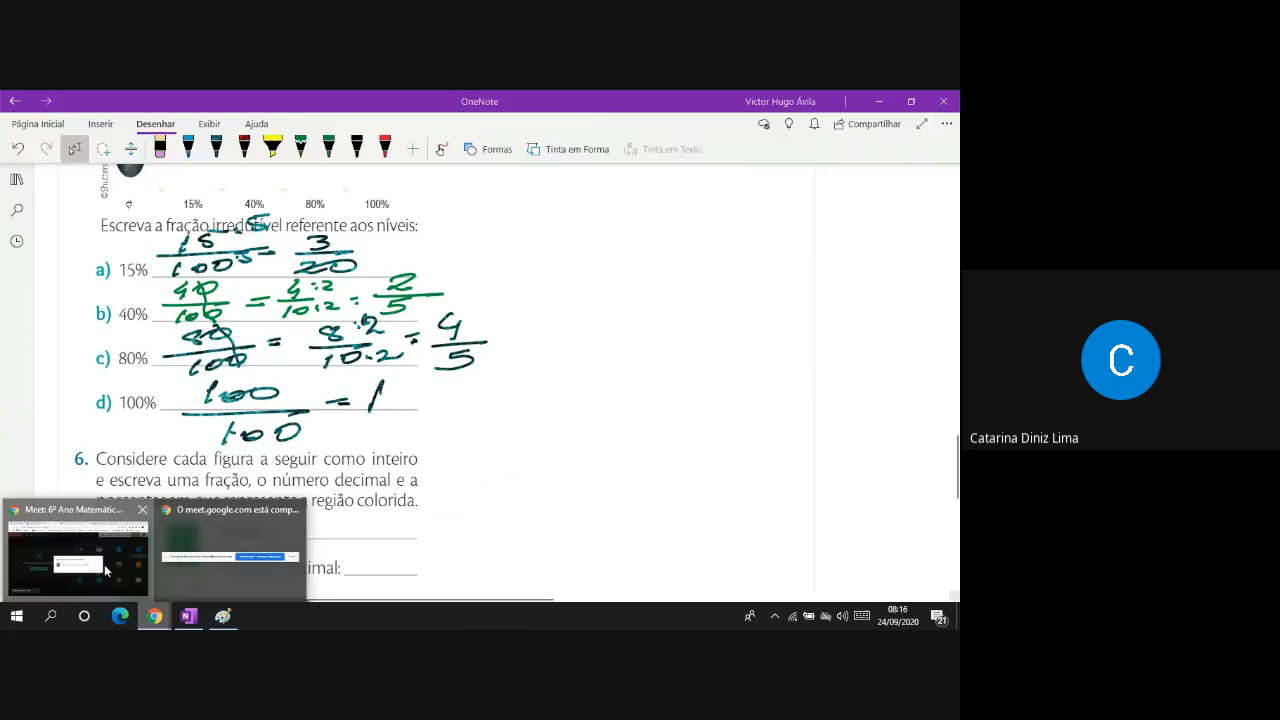 OneNote
Victor Hugo Ávila
Página Inicial Inserir Desenhar Exibir Ajuda
Compartilhar
Formas Tinta em Forma Tinta em Texto
©Shutters
15% 40% 80% 100%
Escreva a fração irredutível referente aos níveis:
a) 15% 15/100 :5 :5 = 3/20
b) 40% 40/100 = 4/10 :2 :2 = 2/5
c) 80% 80/100 = 8/10 :2 :2 = 4/5
d) 100% 100/100 = 1
6. Considere cada figura a seguir como inteiro
e escreva uma fração, o número decimal e a
região colorida.
Meet: 6º Ano Matemátic... O meet.google.com está comp...
imal:
08:16
24/09/2020
21
C
Catarina Diniz Lima